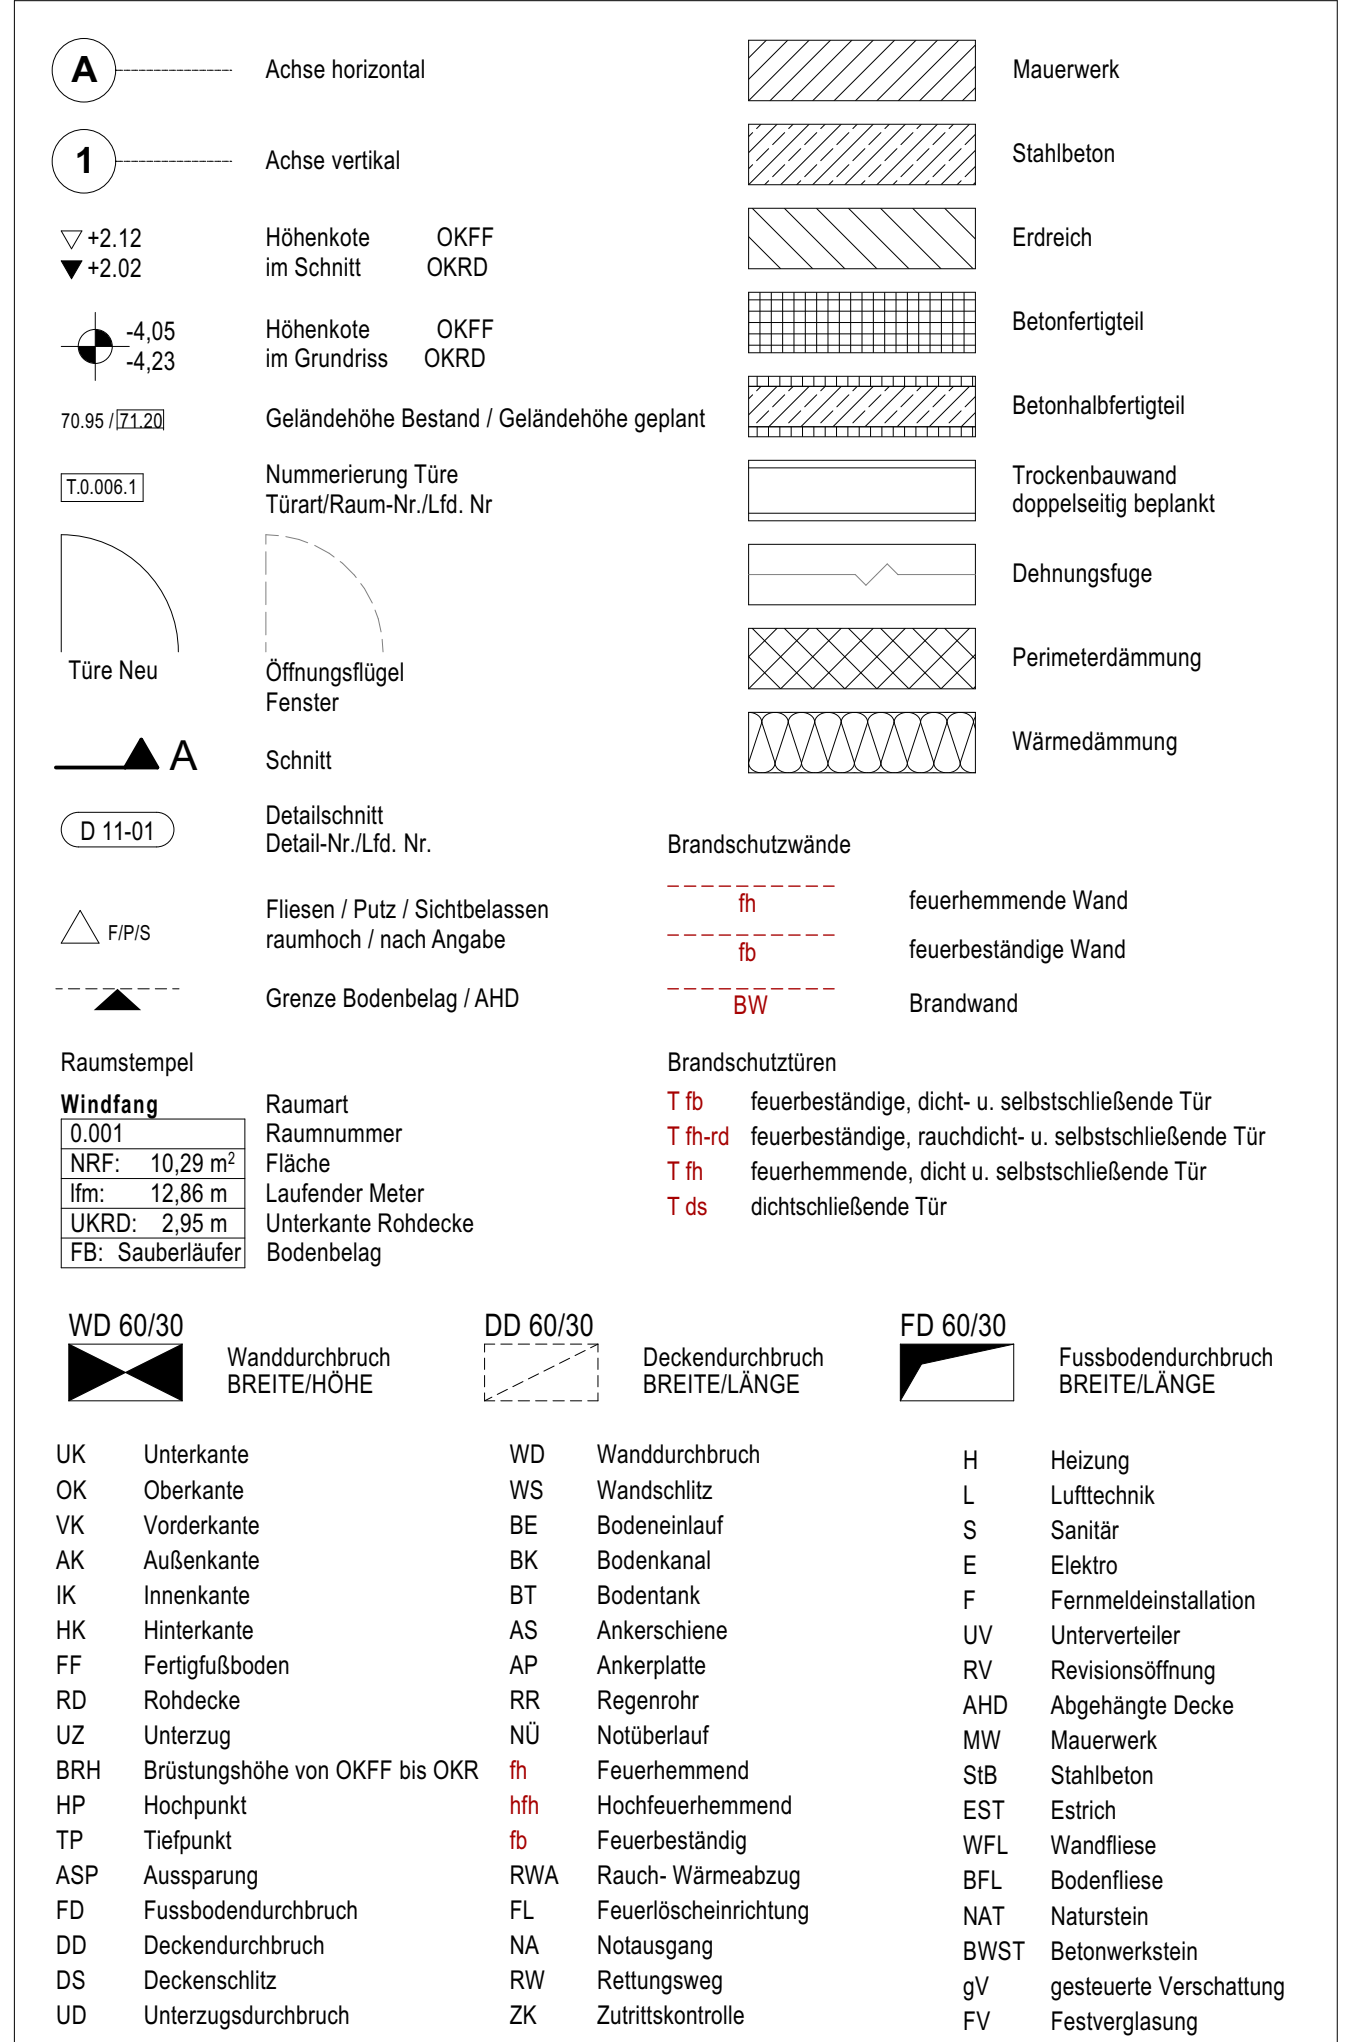 A Achse horizontal
1 Achse vertikal
+2.12 Höhenkote OKFF
+2.02 im Schnitt OKRD
-4,05 Höhenkote OKFF
-4,23 im Grundriss OKRD
70.95 / 71.20 Geländehöhe Bestand / Geländehöhe geplant
T.0.006.1 Nummerierung Türe
Türart/Raum-Nr./Lfd. Nr
Türe Neu Öffnungsflügel
Fenster
A Schnitt
D 11-01 Detailschnitt
Detail-Nr./Lfd. Nr.
F/P/S Fliesen / Putz / Sichtbelassen
raumhoch / nach Angabe
Grenze Bodenbelag / AHD
Mauerwerk
Stahlbeton
Erdreich
Betonfertigteil
Betonhalbfertigteil
Trockenbauwand
doppelseitig beplankt
Dehnungsfuge
Perimeterdämmung
Wärmedämmung
Brandschutzwände
fh feuerhemmende Wand
fb feuerbeständige Wand
BW Brandwand
Raumstempel
Windfang Raumart
0.001 Raumnummer
NRF: 10,29 m² Fläche
lfm: 12,86 m Laufender Meter
UKRD: 2,95 m Unterkante Rohdecke
FB: Sauberläufer Bodenbelag
Brandschutztüren
T fb feuerbeständige, dicht- u. selbstschließende Tür
T fh-rd feuerbeständige, rauchdicht- u. selbstschließende Tür
T fh feuerhemmende, dicht u. selbstschließende Tür
T ds dichtschließende Tür
WD 60/30
Wanddurchbruch
BREITE/HÖHE
DD 60/30
Deckendurchbruch
BREITE/LÄNGE
FD 60/30
Fussbodendurchbruch
BREITE/LÄNGE
UK Unterkante
OK Oberkante
VK Vorderkante
AK Außenkante
IK Innenkante
HK Hinterkante
FF Fertigfußboden
RD Rohdecke
UZ Unterzug
BRH Brüstungshöhe von OKFF bis OKR
HP Hochpunkt
TP Tiefpunkt
ASP Aussparung
FD Fussbodendurchbruch
DD Deckendurchbruch
DS Deckenschlitz
UD Unterzugsdurchbruch
WD Wanddurchbruch
WS Wandschlitz
BE Bodeneinlauf
BK Bodenkanal
BT Bodentank
AS Ankerschiene
AP Ankerplatte
RR Regenrohr
NÜ Notüberlauf
fh Feuerhemmend
hfh Hochfeuerhemmend
fb Feuerbeständig
RWA Rauch- Wärmeabzug
FL Feuerlöscheinrichtung
NA Notausgang
RW Rettungsweg
ZK Zutrittskontrolle
H Heizung
L Lufttechnik
S Sanitär
E Elektro
F Fernmeldeinstallation
UV Unterverteiler
RV Revisionsöffnung
AHD Abgehängte Decke
MW Mauerwerk
StB Stahlbeton
EST Estrich
WFL Wandfliese
BFL Bodenfliese
NAT Naturstein
BWST Betonwerkstein
gV gesteuerte Verschattung
FV Festverglasung